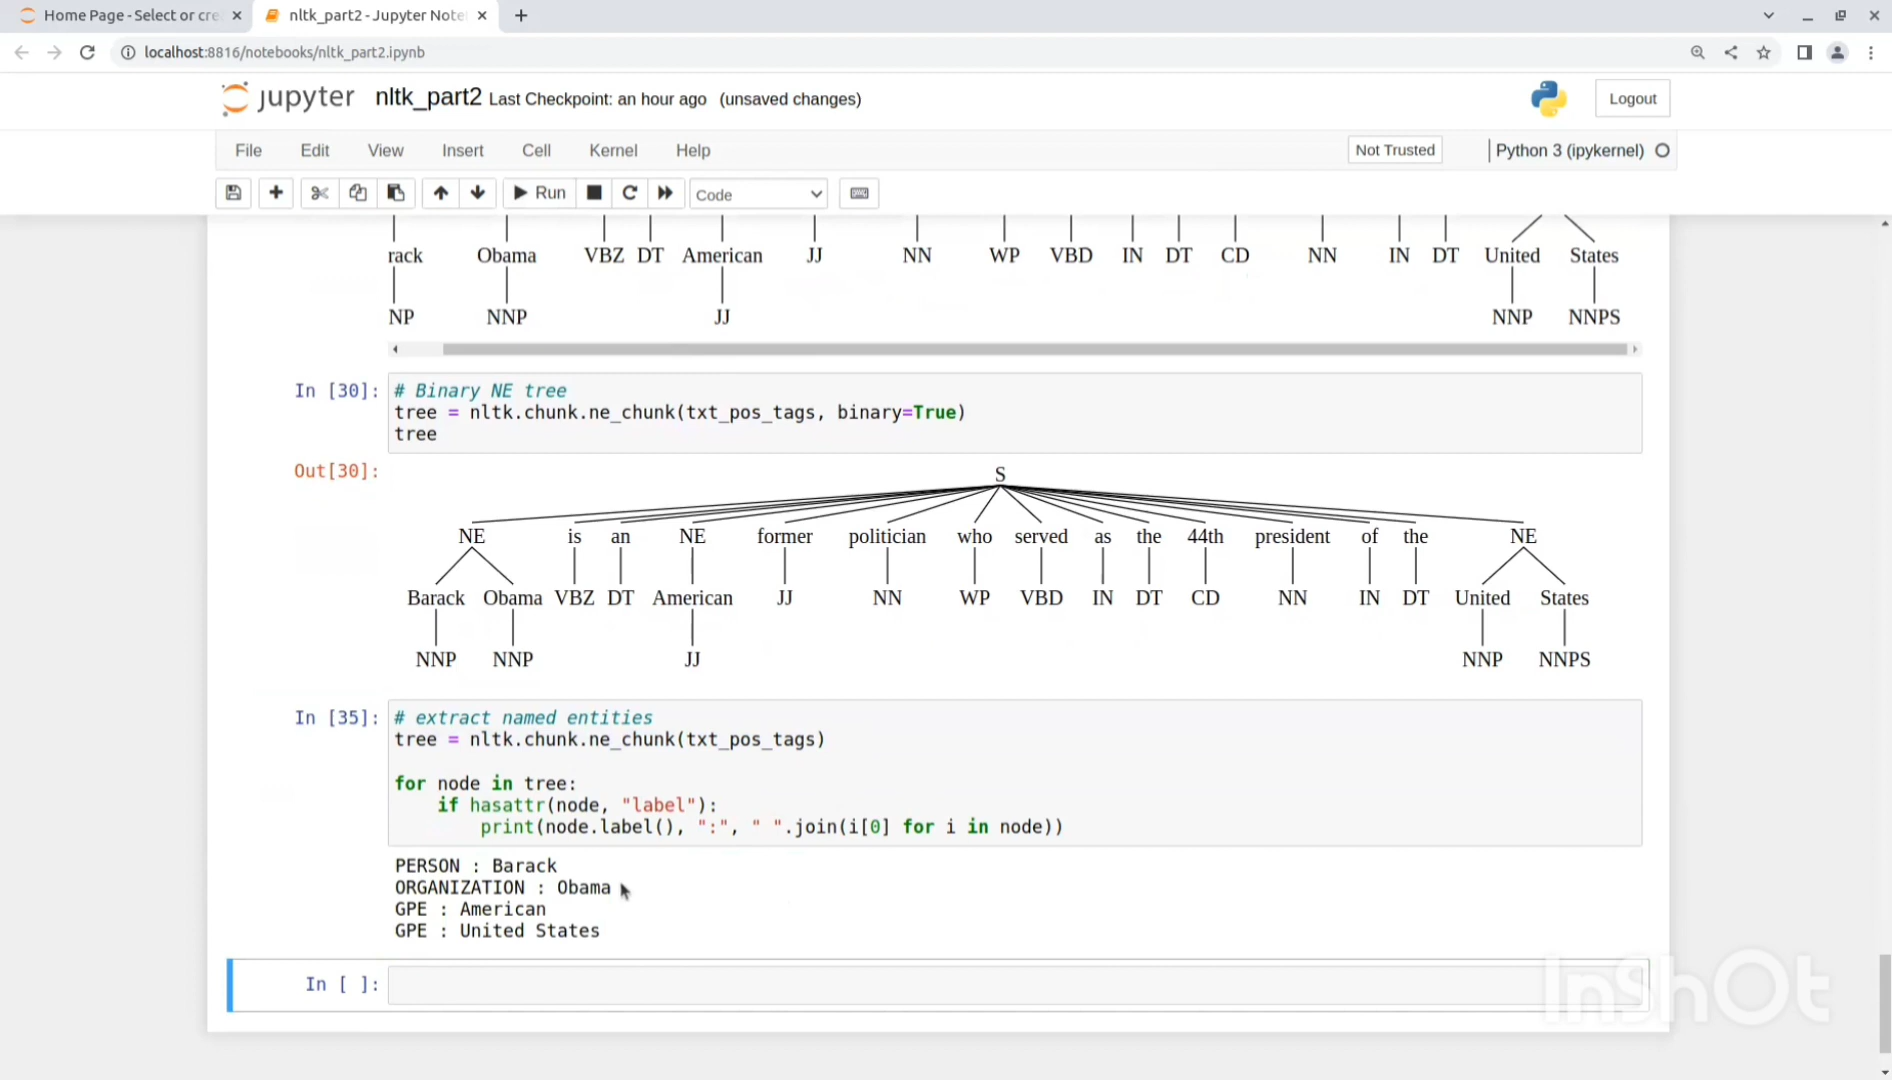 Home Page - Select or cre
nltk_part2 - Jupyter Note
localhost:8816/notebooks/nltk_part2.ipynb
jupyter nltk_part2 Last Checkpoint: an hour ago (unsaved changes)
Logout
File Edit View Insert Cell Kernel Help
Not Trusted
Python 3 (ipykernel)
Run
Code
rack Obama VBZ DT American JJ NN WP VBD IN DT CD NN IN DT United States
NP NNP JJ NNP NNPS
In [30]:
# Binary NE tree
tree = nltk.chunk.ne_chunk(txt_pos_tags, binary=True)
tree
Out[30]:
S
NE is an NE former politician who served as the 44th president of the NE
Barack Obama VBZ DT American JJ NN WP VBD IN DT CD NN IN DT United States
NNP NNP JJ NNP NNPS
In [35]:
# extract named entities
tree = nltk.chunk.ne_chunk(txt_pos_tags)
for node in tree:
    if hasattr(node, "label"):
        print(node.label(), ":", " ".join(i[0] for i in node))
PERSON : Barack
ORGANIZATION : Obama
GPE : American
GPE : United States
In [ ]:
InShOt